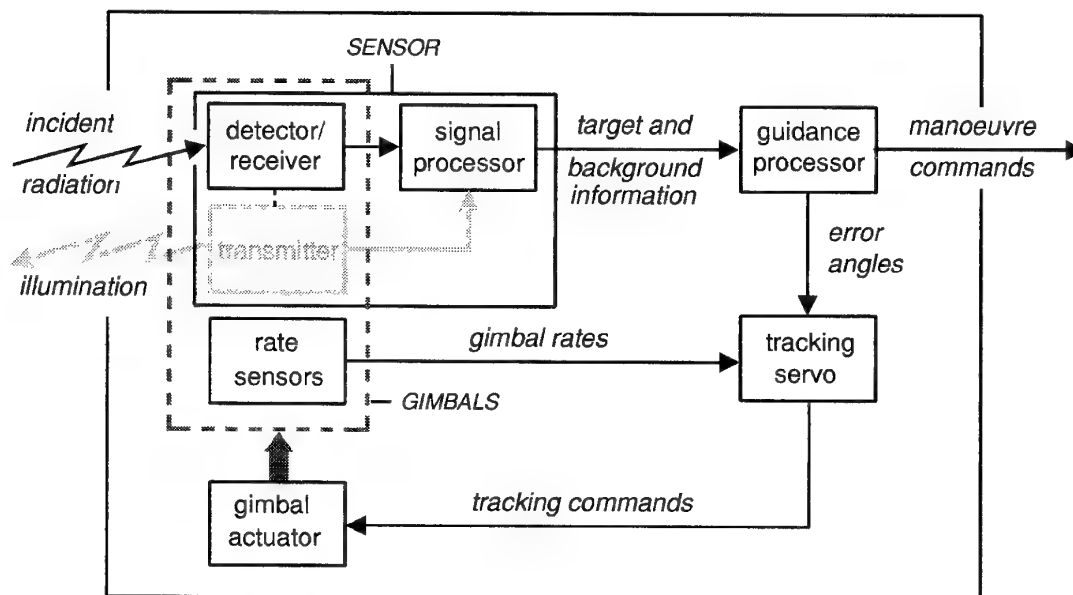 SENSOR
incident
radiation
detector/
receiver
signal
processor
target and
background
information
guidance
processor
manoeuvre
commands
transmitter
illumination
error
angles
rate
sensors
gimbal rates
tracking
servo
GIMBALS
gimbal
actuator
tracking commands